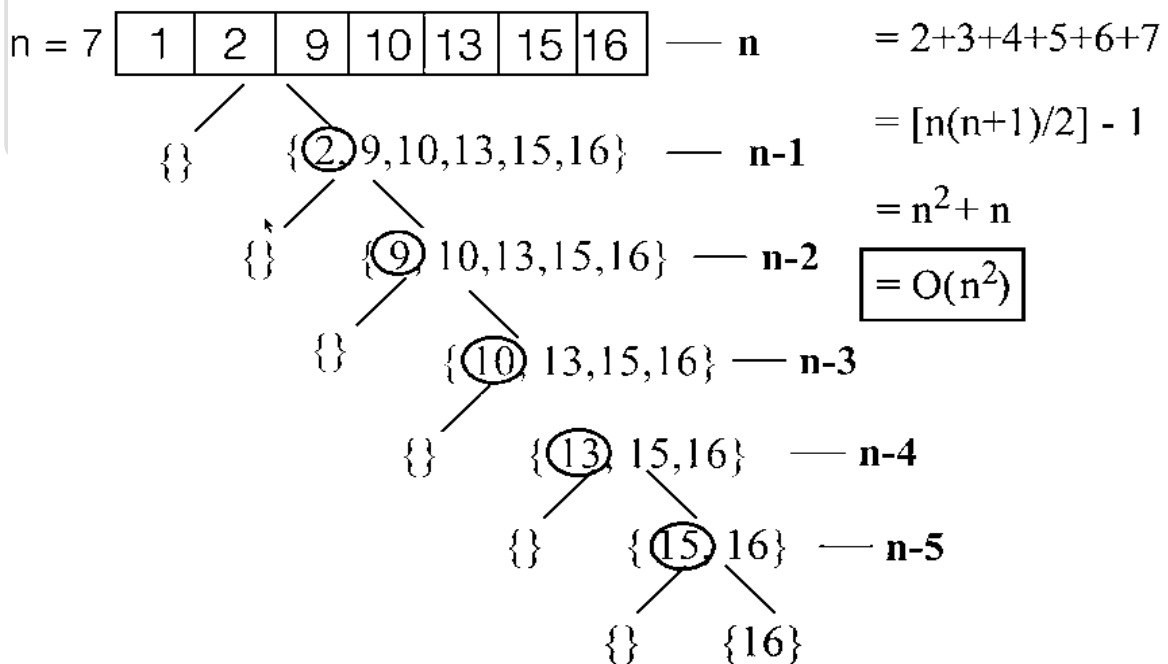 n = 7 1 2 9 10 13 15 16 — n
= 2+3+4+5+6+7
{} {2, 9,10,13,15,16} — n-1
= [n(n+1)/2] - 1
= n² + n
{} {9, 10,13,15,16} — n-2
= O(n²)
{} {10, 13,15,16} — n-3
{} {13, 15,16} — n-4
{} {15, 16} — n-5
{} {16}